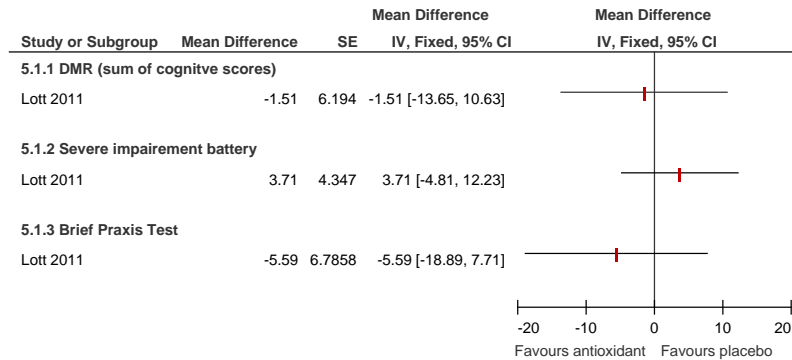 Mean Difference Mean Difference
Study or Subgroup Mean Difference SE IV, Fixed, 95% CI IV, Fixed, 95% CI
5.1.1 DMR (sum of cognitve scores)
Lott 2011 -1.51 6.194 -1.51 [-13.65, 10.63]
5.1.2 Severe impairement battery
Lott 2011 3.71 4.347 3.71 [-4.81, 12.23]
5.1.3 Brief Praxis Test
Lott 2011 -5.59 6.7858 -5.59 [-18.89, 7.71]
-20 -10 0 10 20
Favours antioxidant Favours placebo